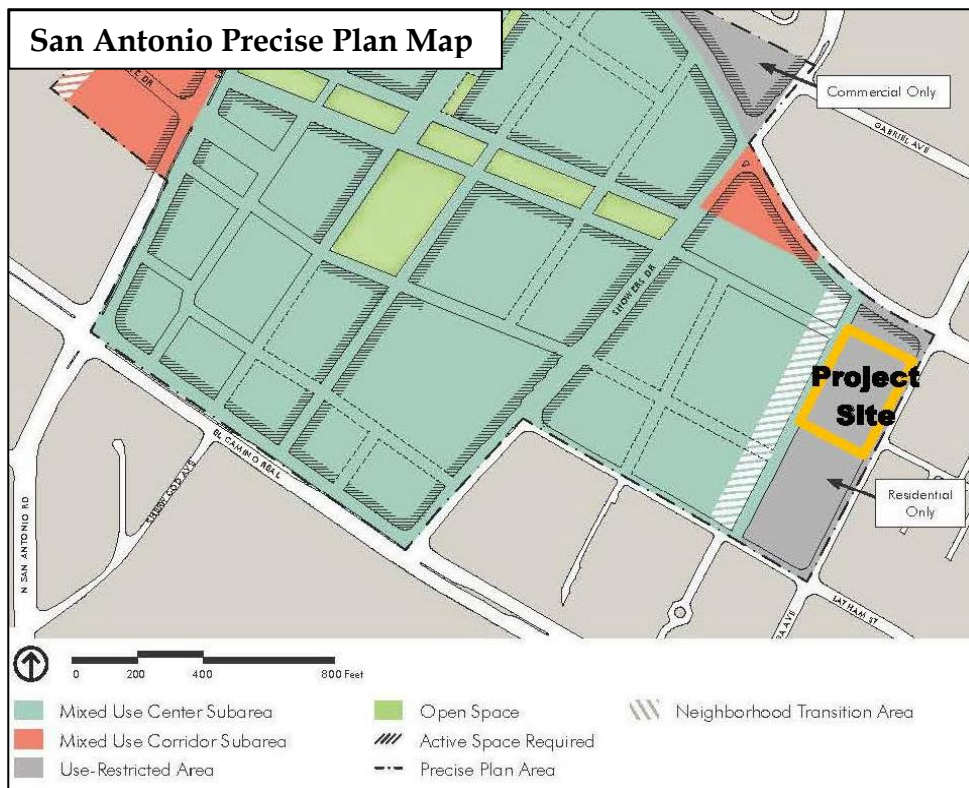 San Antonio Precise Plan Map
Commercial Only
GABRIEL AVE
SHOWERS DR
Project
Site
EL CAMINO REAL
N SAN ANTONIO RD
Residential
Only
LATHAM ST
0 200 400 800 Feet
Mixed Use Center Subarea
Open Space
Neighborhood Transition Area
Mixed Use Corridor Subarea
Active Space Required
Use-Restricted Area
Precise Plan Area